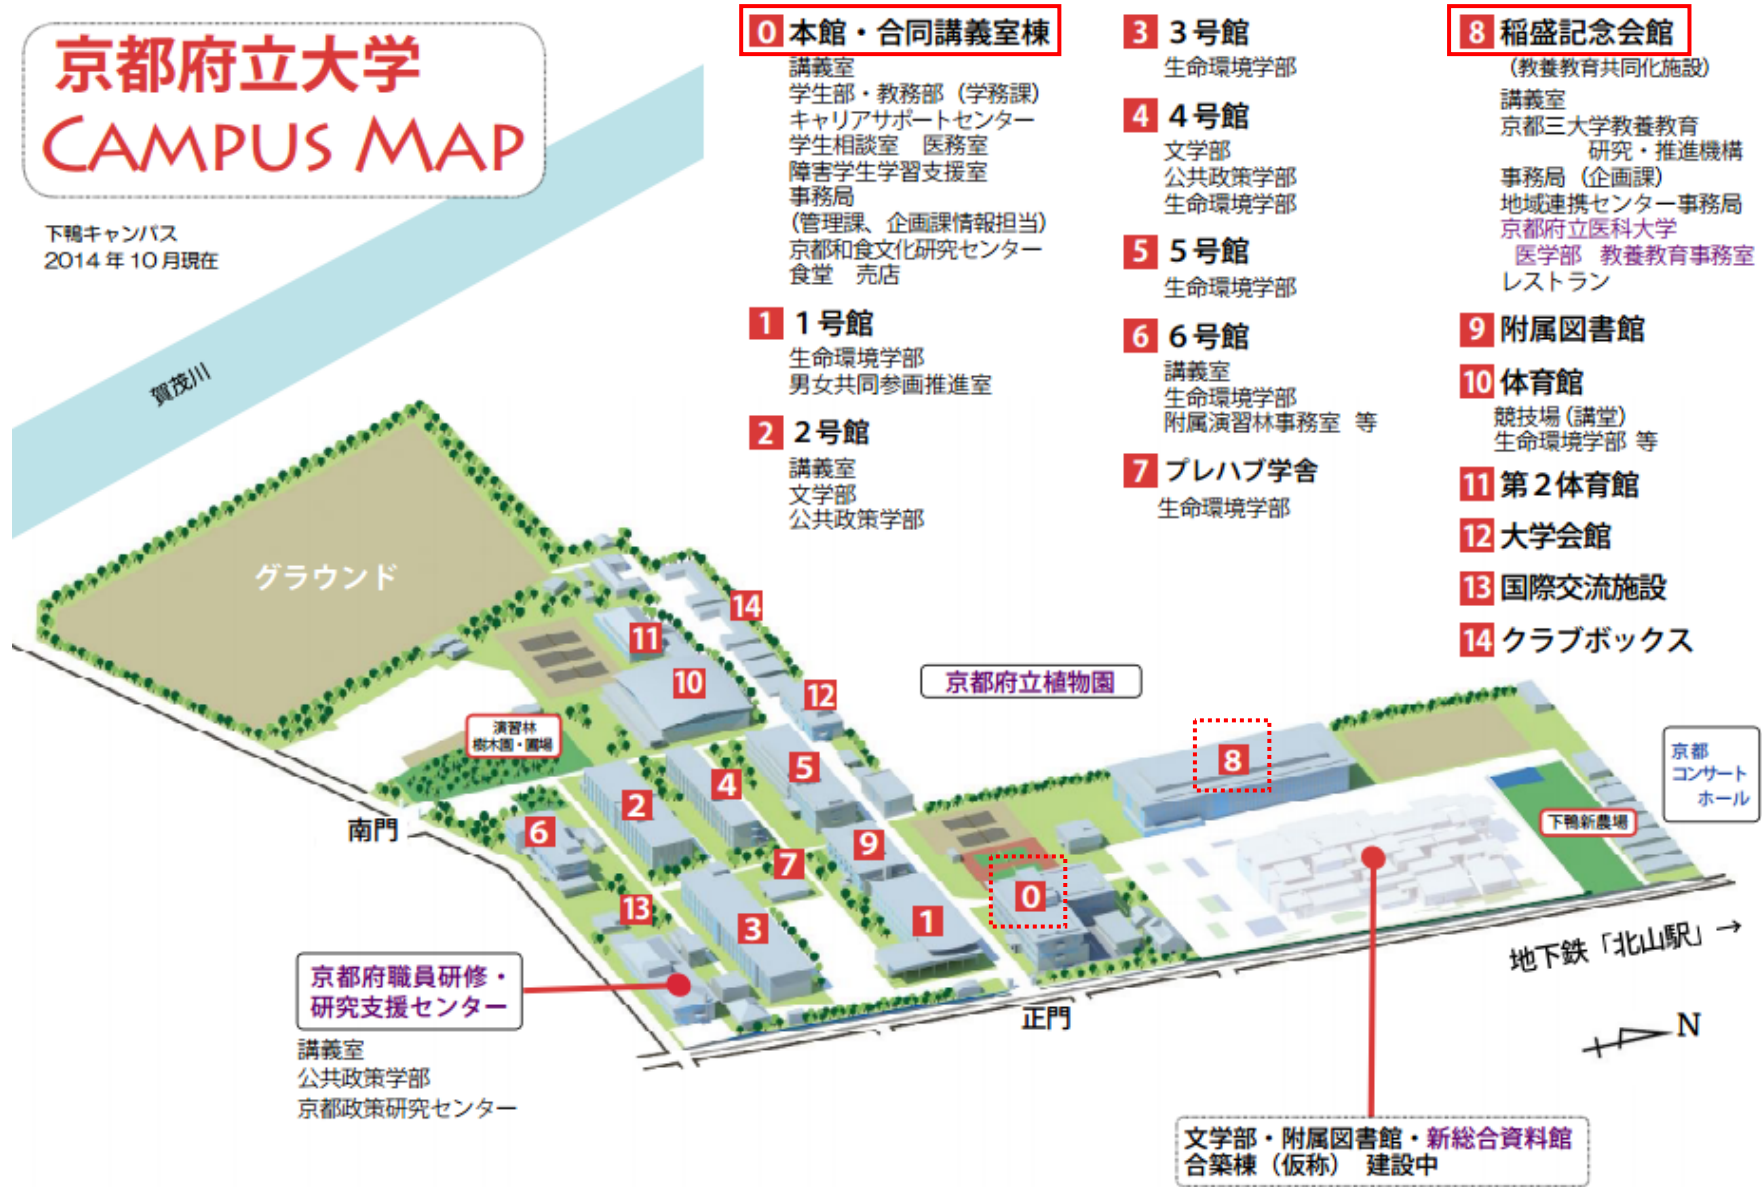 京都府立大学
CAMPUS MAP
下鴨キャンパス
2014年10月現在
0 本館・合同講義室棟
講義室
学生部・教務部（学務課）
キャリアサポートセンター
学生相談室　医務室
障害学生学習支援室
事務局
（管理課、企画課情報担当）
京都和食文化研究センター
食堂　売店
1 1号館
生命環境学部
男女共同参画推進室
2 2号館
講義室
文学部
公共政策学部
3 3号館
生命環境学部
4 4号館
文学部
公共政策学部
生命環境学部
5 5号館
生命環境学部
6 6号館
講義室
生命環境学部
附属演習林事務室 等
7 プレハブ学舎
生命環境学部
8 稲盛記念会館
（教養教育共同化施設）
講義室
京都三大学教養教育
研究・推進機構
事務局（企画課）
地域連携センター事務局
京都府立医科大学
医学部　教養教育事務室
レストラン
9 附属図書館
10 体育館
競技場（講堂）
生命環境学部 等
11 第2体育館
12 大学会館
13 国際交流施設
14 クラブボックス
賀茂川
グラウンド
14
11
10
12
京都府立植物園
演習林
樹木園・圃場
8
京都
コンサート
ホール
5
4
2
南門
6
9
下鴨新農場
7
0
13
3
1
地下鉄「北山駅」→
京都府職員研修・
研究支援センター
講義室
公共政策学部
京都政策研究センター
正門
N
文学部・附属図書館・新総合資料館
合築棟（仮称）　建設中